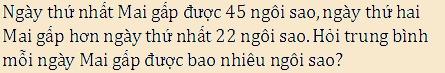 Ngày thứ nhất Mai gấp được 45 ngôi sao, ngày thứ hai
Mai gấp hơn ngày thứ nhất 22 ngôi sao. Hỏi trung bình
mỗi ngày Mai gấp được bao nhiêu ngôi sao?